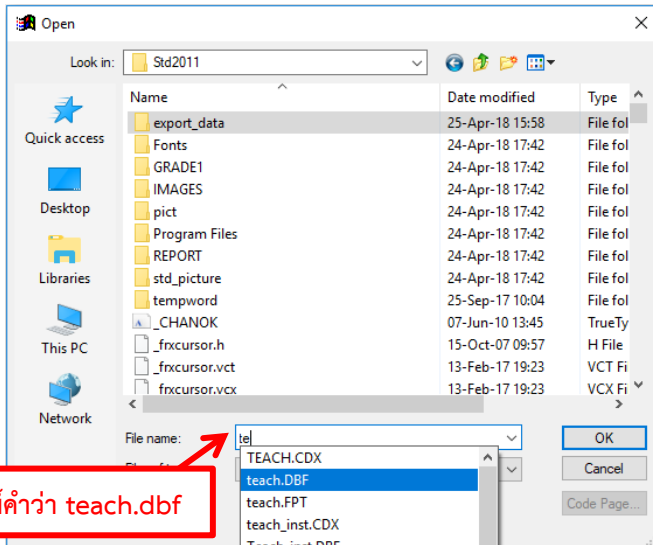 Open
Look in: Std2011
Name Date modified Type
export_data 25-Apr-18 15:58 File fol
Fonts 24-Apr-18 17:42 File fol
GRADE1 24-Apr-18 17:42 File fol
IMAGES 24-Apr-18 17:42 File fol
pict 24-Apr-18 17:42 File fol
Program Files 24-Apr-18 17:42 File fol
REPORT 24-Apr-18 17:42 File fol
std_picture 24-Apr-18 17:42 File fol
tempword 25-Sep-17 10:04 File fol
_CHANOK 07-Jun-10 13:45 TrueTy
_frxcursor.h 15-Oct-07 09:57 H File
_frxcursor.vct 13-Feb-17 19:23 VCT Fi
_frxcursor.vcx 13-Feb-17 19:23 VCX Fi
Quick access
Desktop
Libraries
This PC
Network
File name: te
OK
TEACH.CDX
teach.DBF
teach.FPT
teach_inst.CDX
Teach_inst.DBF
Cancel
Code Page...
คำว่า teach.dbf